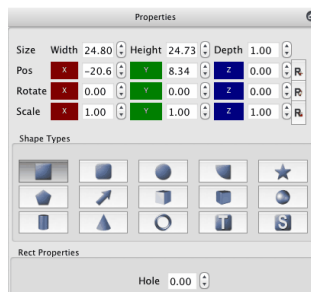 Properties
Size Width 24.80 Height 24.73 Depth 1.00
Pos X -20.6 Y 8.34 Z 0.00 R
Rotate X 0.00 Y 0.00 Z 0.00 R
Scale X 1.00 Y 1.00 Z 1.00 R
Shape Types
T S
Rect Properties
Hole 0.00